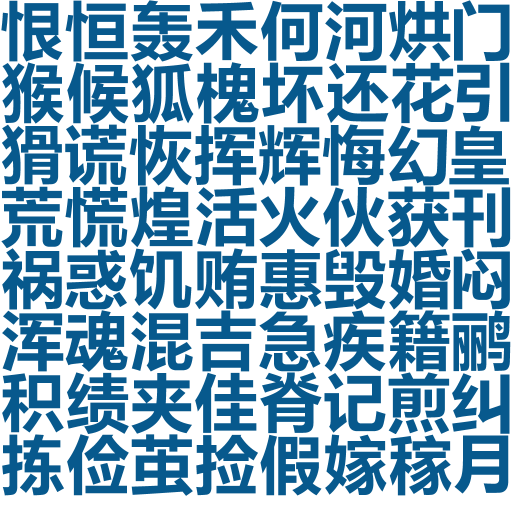 恨恒轰禾何河烘门
猴候狐槐坏还花引
猾谎恢挥辉悔幻皇
荒慌煌活火伙获刊
祸惑饥贿惠毁婚闷
浑魂混吉急疾籍鹂
积绩夹佳脊记煎纠
拣俭茧捡假嫁稼月